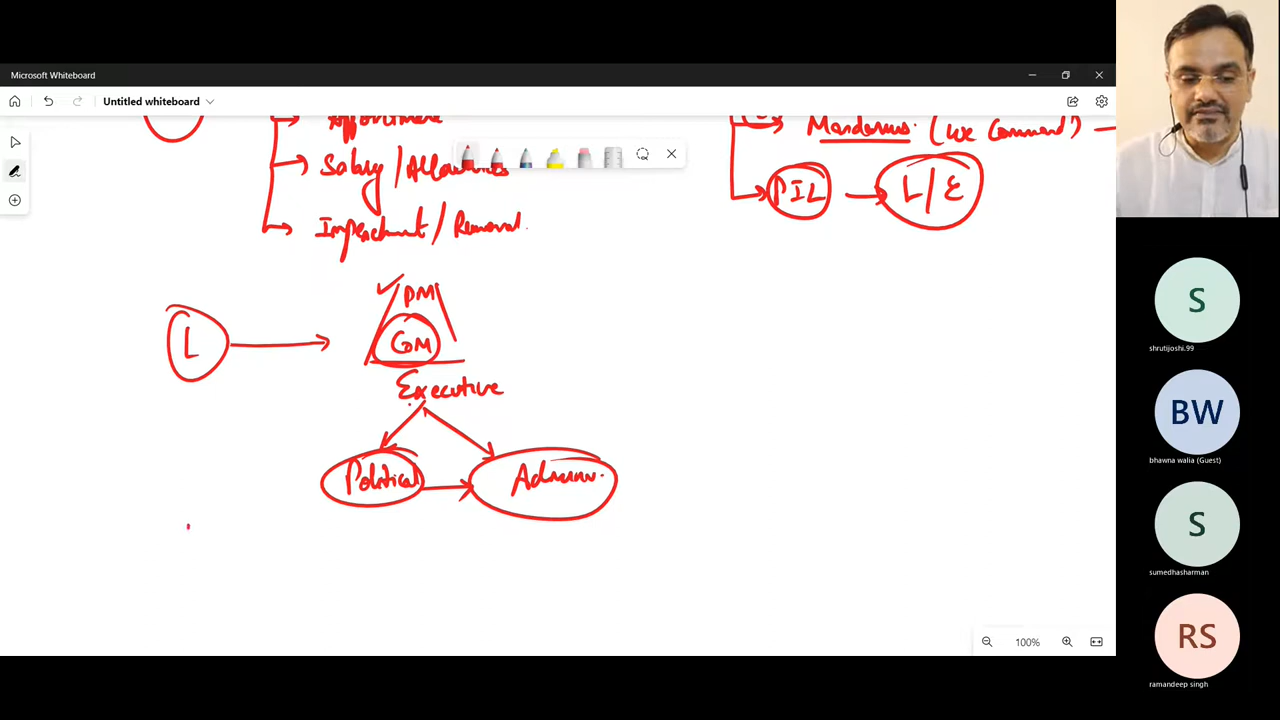 Microsoft Whiteboard
Untitled whiteboard
Appointment
Salary / Allowances
Impeachment / Removal
Mandamus. (We Command)
PIL L / E
L
PM
COM
Executive
Political
Admin.
100%
S
shrutijoshi.99
BW
bhawna walia (Guest)
S
sumedhasharman
RS
ramandeep singh